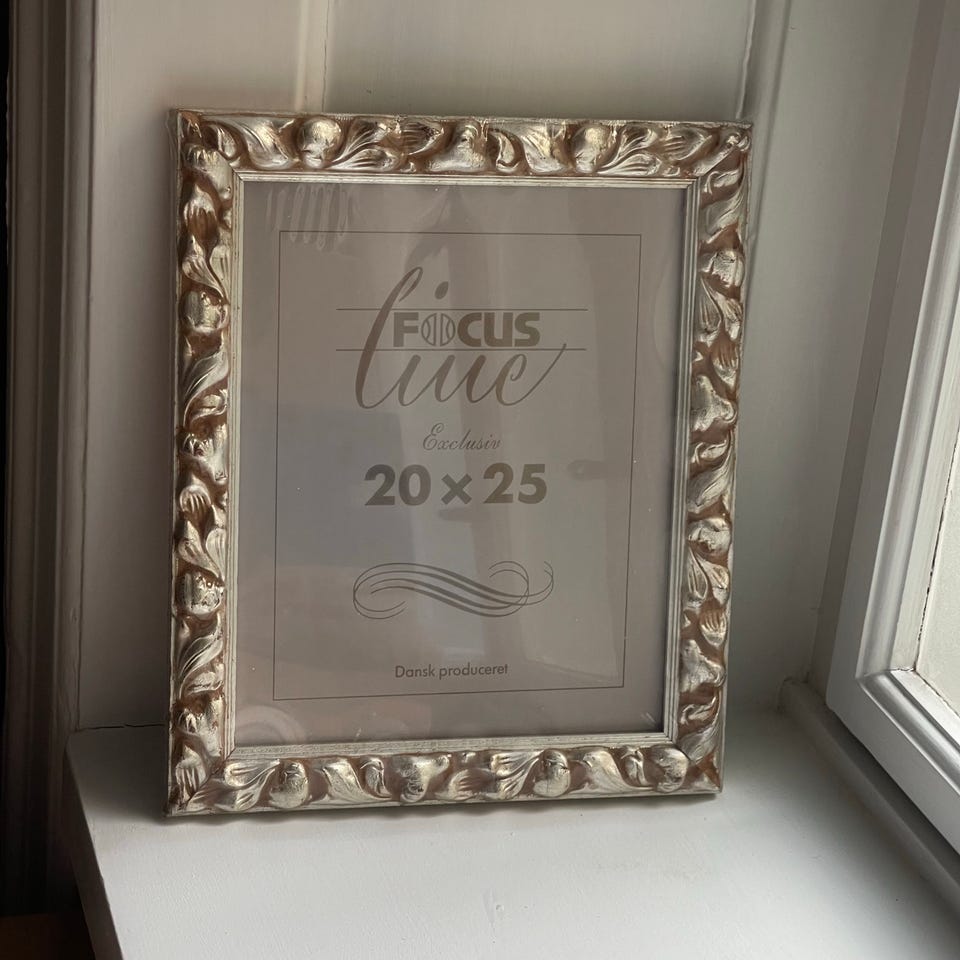 FOCUS
line
Exclusiv
20 x 25
Dansk produceret